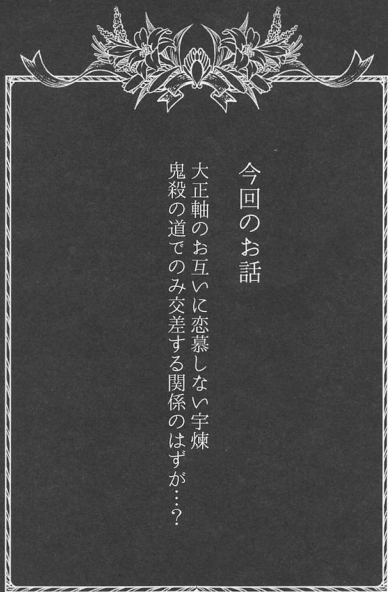 今回のお話
大正軸のお互いに恋慕しない宇煉
鬼殺の道でのみ交差する関係のはずが…？